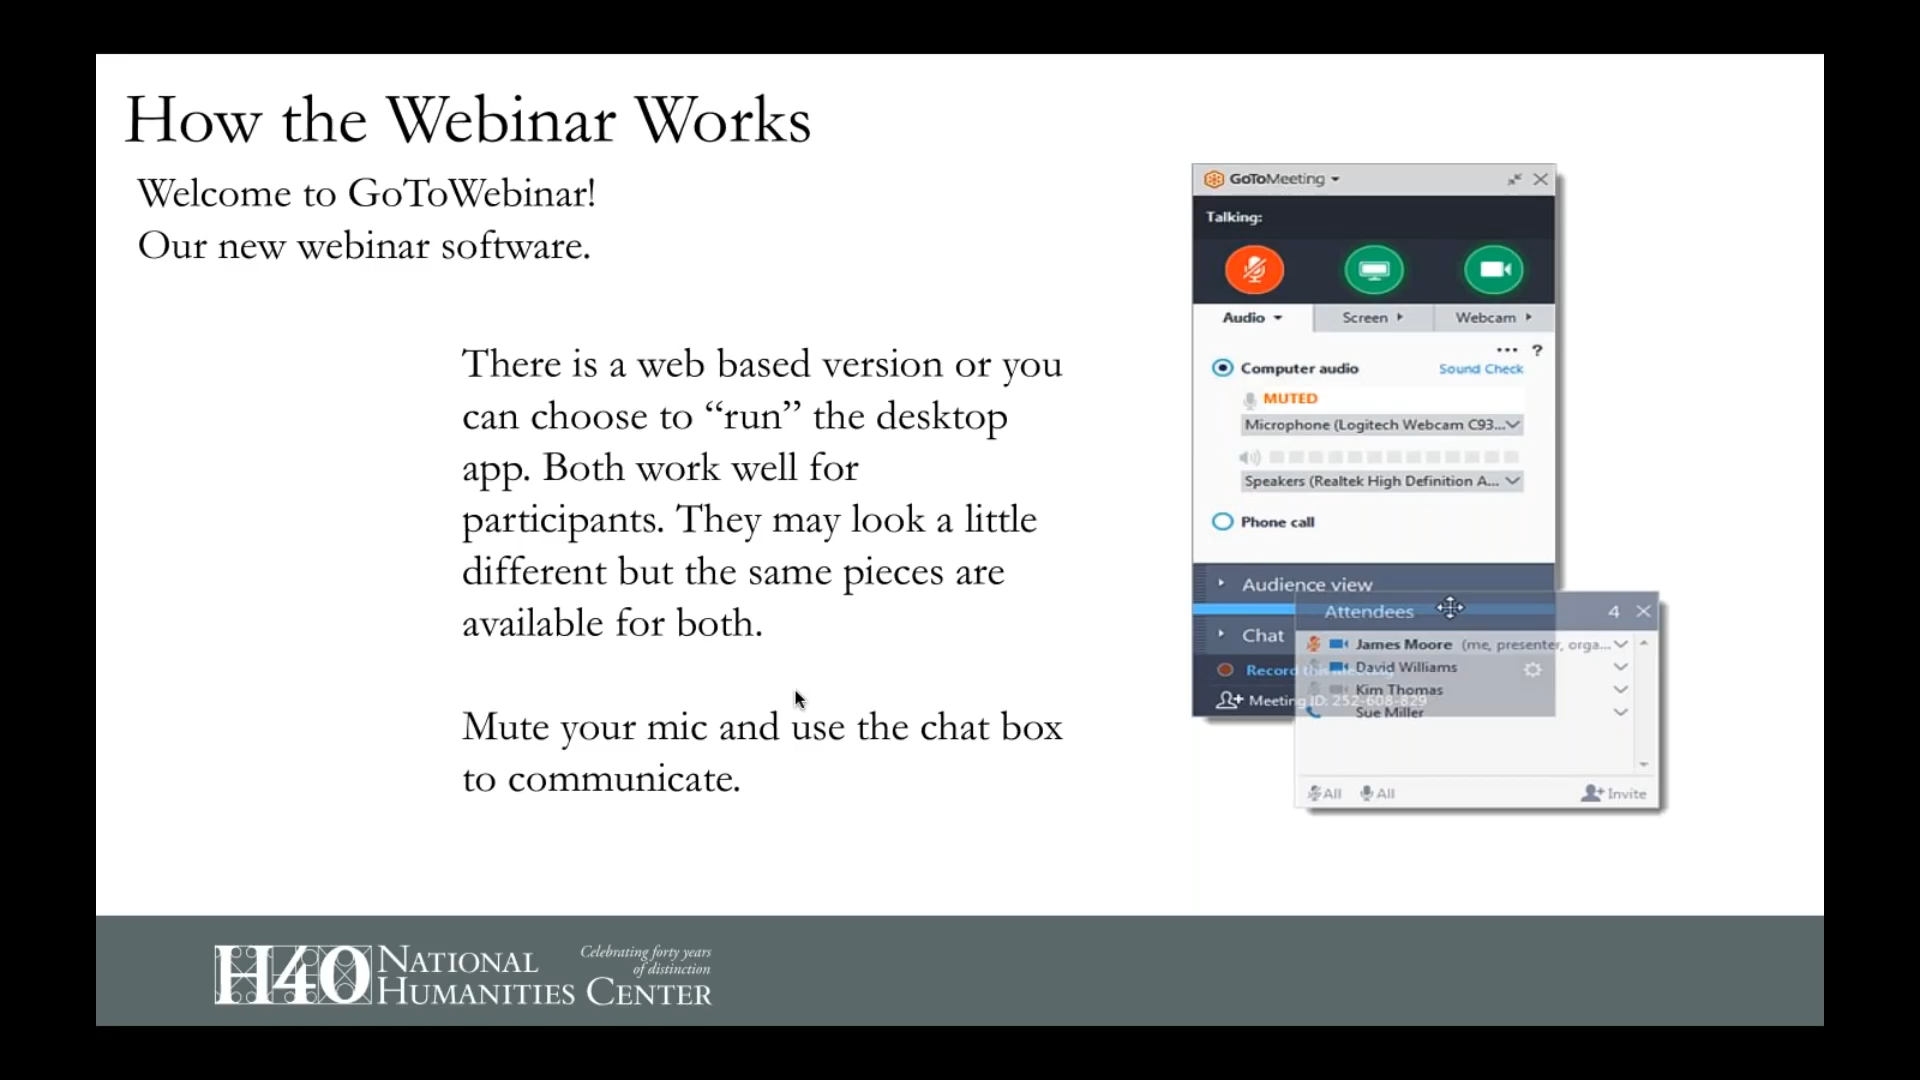 How the Webinar Works
Welcome to GoToWebinar!
Our new webinar software.
There is a web based version or you
can choose to “run” the desktop
app. Both work well for
participants. They may look a little
different but the same pieces are
available for both.
Mute your mic and use the chat box
to communicate.
GoToMeeting
Talking:
Audio
Screen
Webcam
... ?
Computer audio
Sound Check
MUTED
Microphone (Logitech Webcam C93...
Speakers (Realtek High Definition A...
Phone call
Audience view
Attendees 4
Chat
James Moore (me, presenter, orga...
Record this meeting
David Williams
Kim Thomas
Meeting ID: 252-608-829
Sue Miller
All All Invite
H40 NATIONAL
HUMANITIES CENTER
Celebrating forty years
of distinction